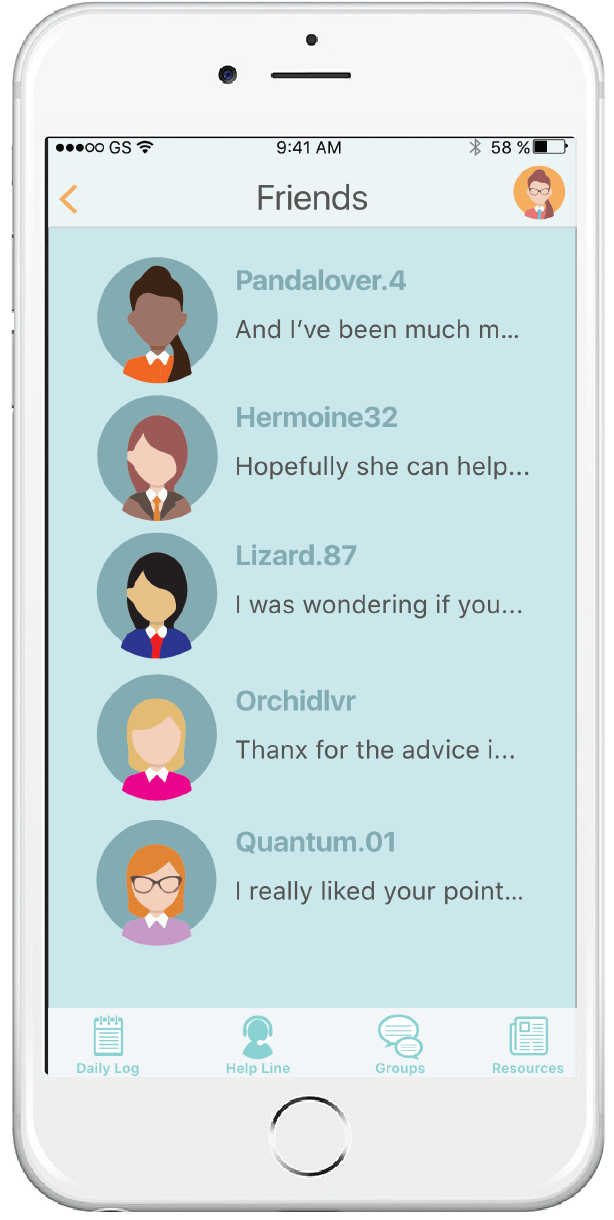 GS 9:41 AM 58 %
Friends
Pandalover.4
And I’ve been much m...
Hermoine32
Hopefully she can help...
Lizard.87
I was wondering if you...
Orchidlvr
Thanx for the advice i...
Quantum.01
I really liked your point...
Daily Log Help Line Groups Resources